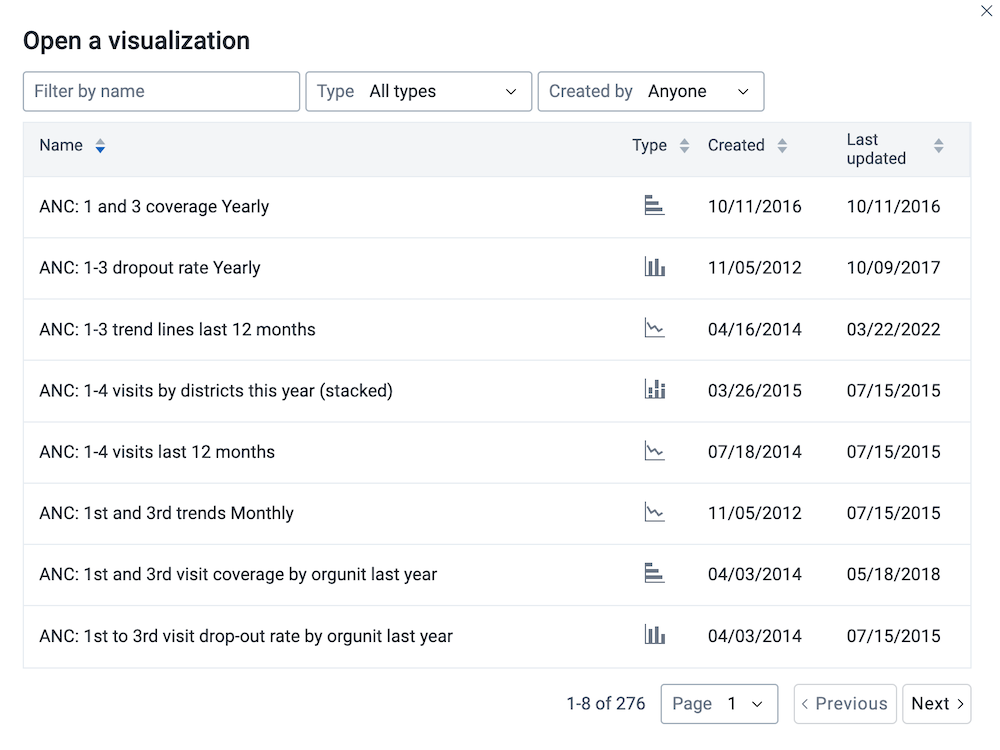 Open a visualization
Filter by name
Type All types
Created by Anyone
Name Type Created Last updated
ANC: 1 and 3 coverage Yearly 10/11/2016 10/11/2016
ANC: 1-3 dropout rate Yearly 11/05/2012 10/09/2017
ANC: 1-3 trend lines last 12 months 04/16/2014 03/22/2022
ANC: 1-4 visits by districts this year (stacked) 03/26/2015 07/15/2015
ANC: 1-4 visits last 12 months 07/18/2014 07/15/2015
ANC: 1st and 3rd trends Monthly 11/05/2012 07/15/2015
ANC: 1st and 3rd visit coverage by orgunit last year 04/03/2014 05/18/2018
ANC: 1st to 3rd visit drop-out rate by orgunit last year 04/03/2014 07/15/2015
1-8 of 276 Page 1 Previous Next